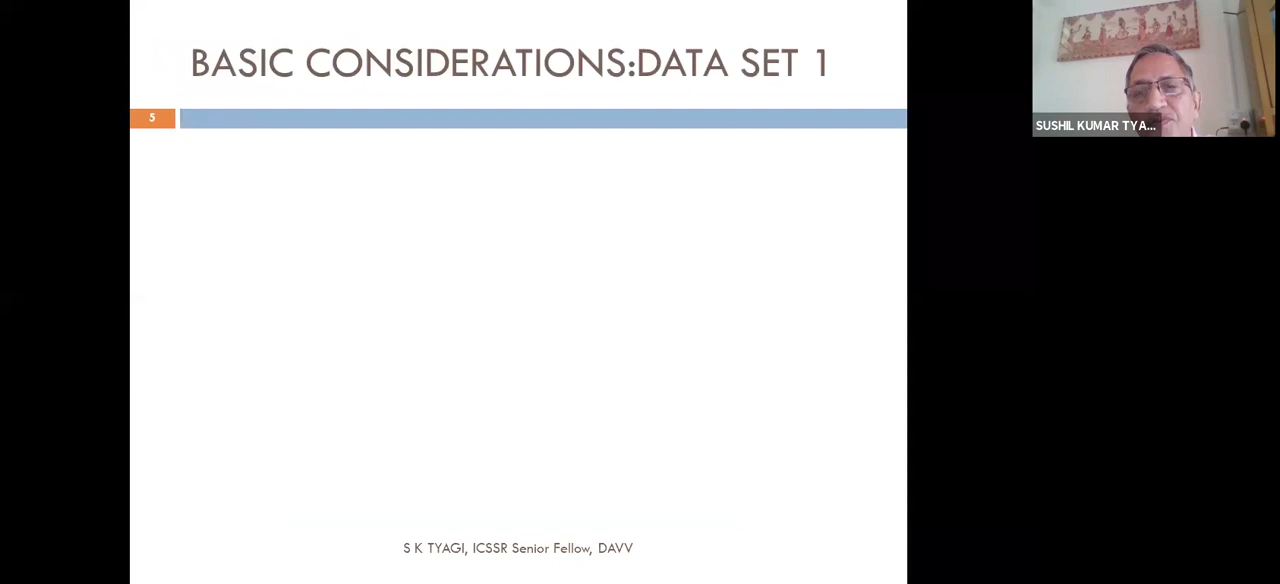 BASIC CONSIDERATIONS:DATA SET 1
5
SUSHIL KUMAR TYA...
S K TYAGI, ICSSR Senior Fellow, DAVV